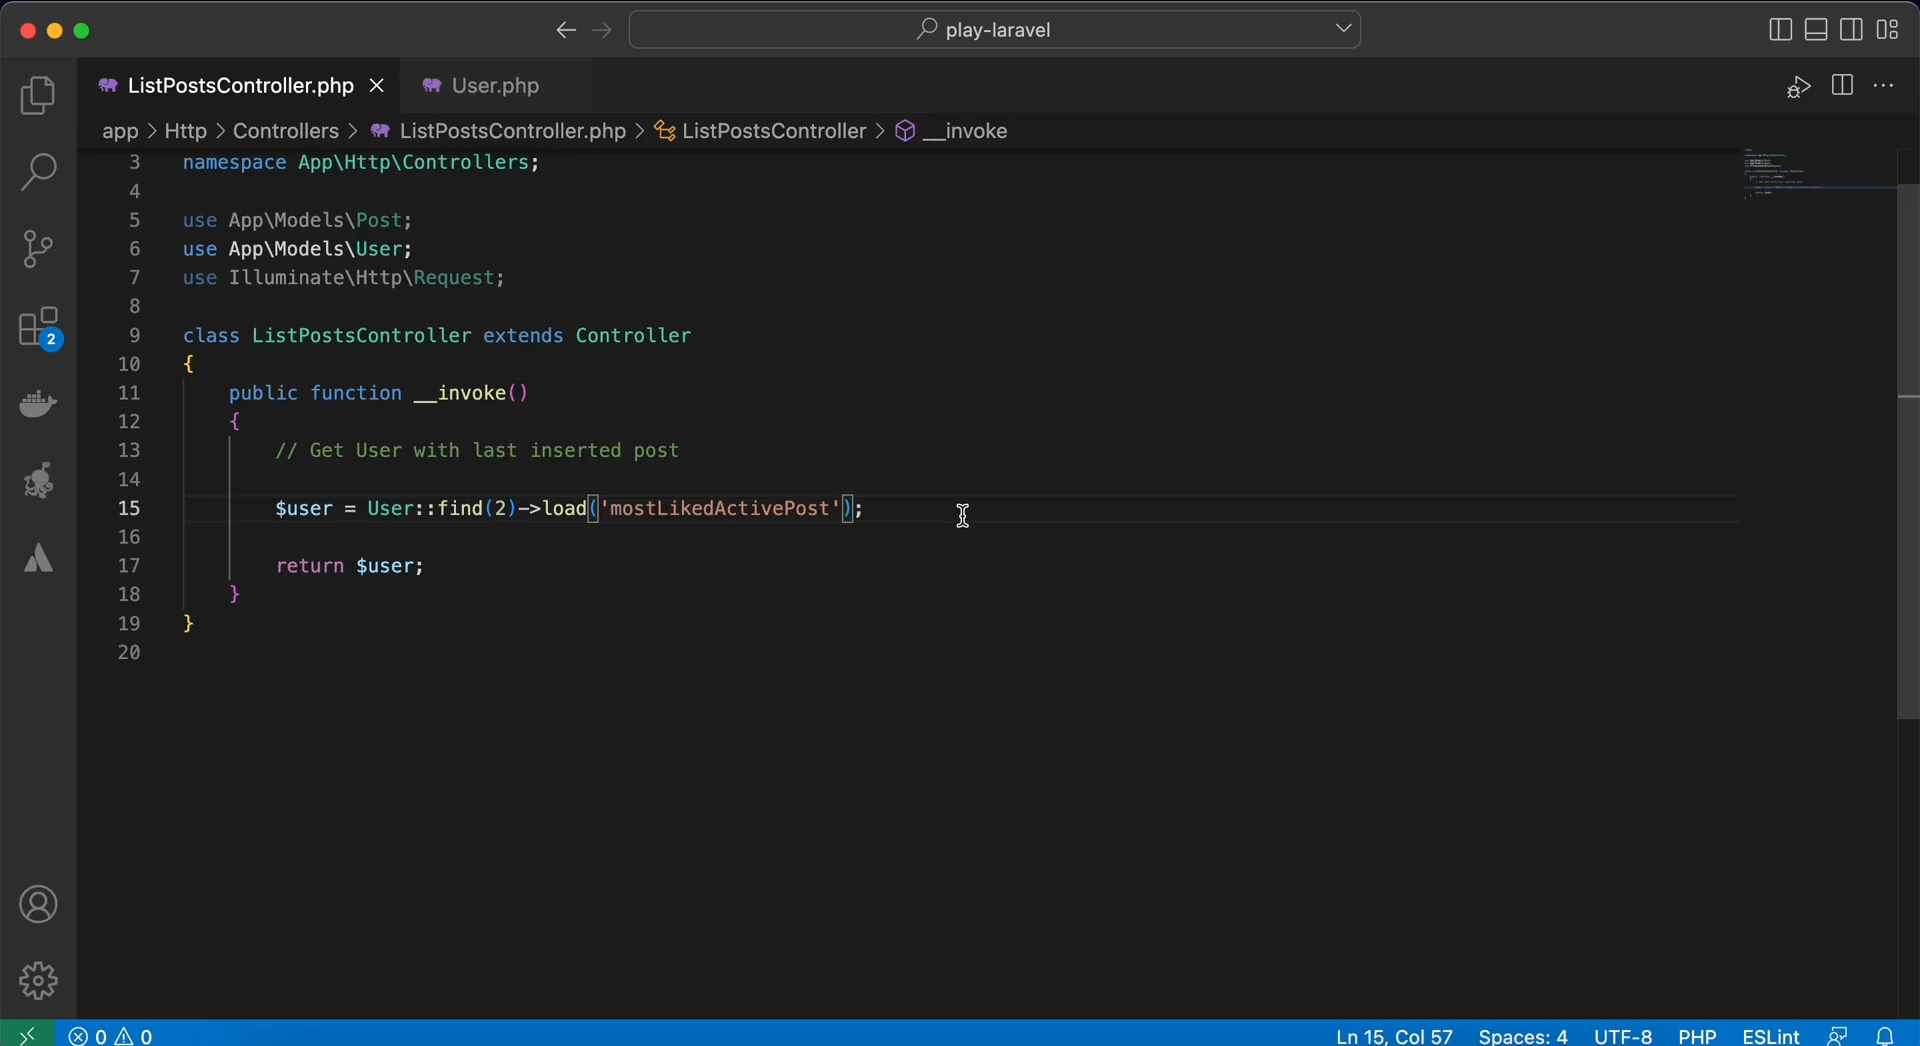 play-laravel
ListPostsController.php
User.php
app > Http > Controllers > ListPostsController.php > ListPostsController > __invoke
3 namespace App\Http\Controllers;
4
5 use App\Models\Post;
6 use App\Models\User;
7 use Illuminate\Http\Request;
8
9 class ListPostsController extends Controller
10 {
11 public function __invoke()
12 {
13 // Get User with last inserted post
14
15 $user = User::find(2)->load('mostLikedActivePost');
16
17 return $user;
18 }
19 }
20
2
0 0
Ln 15, Col 57 Spaces: 4 UTF-8 PHP ESLint